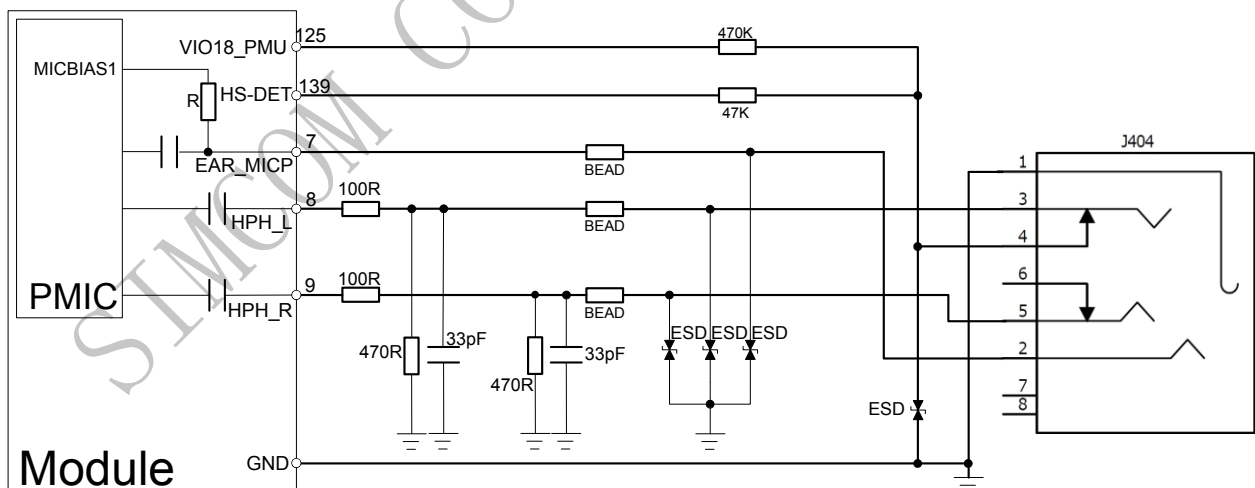 VIO18_PMU 125
470K
MICBIAS1
R
HS-DET 139
47K
7
EAR_MICP
BEAD
J404
100R
8
HPH_L
BEAD
1
3
4
6
5
2
7
8
100R
9
PMIC
HPH_R
BEAD
ESD ESD ESD
470R
33pF
470R
33pF
ESD
GND
Module
SIMCOM CO